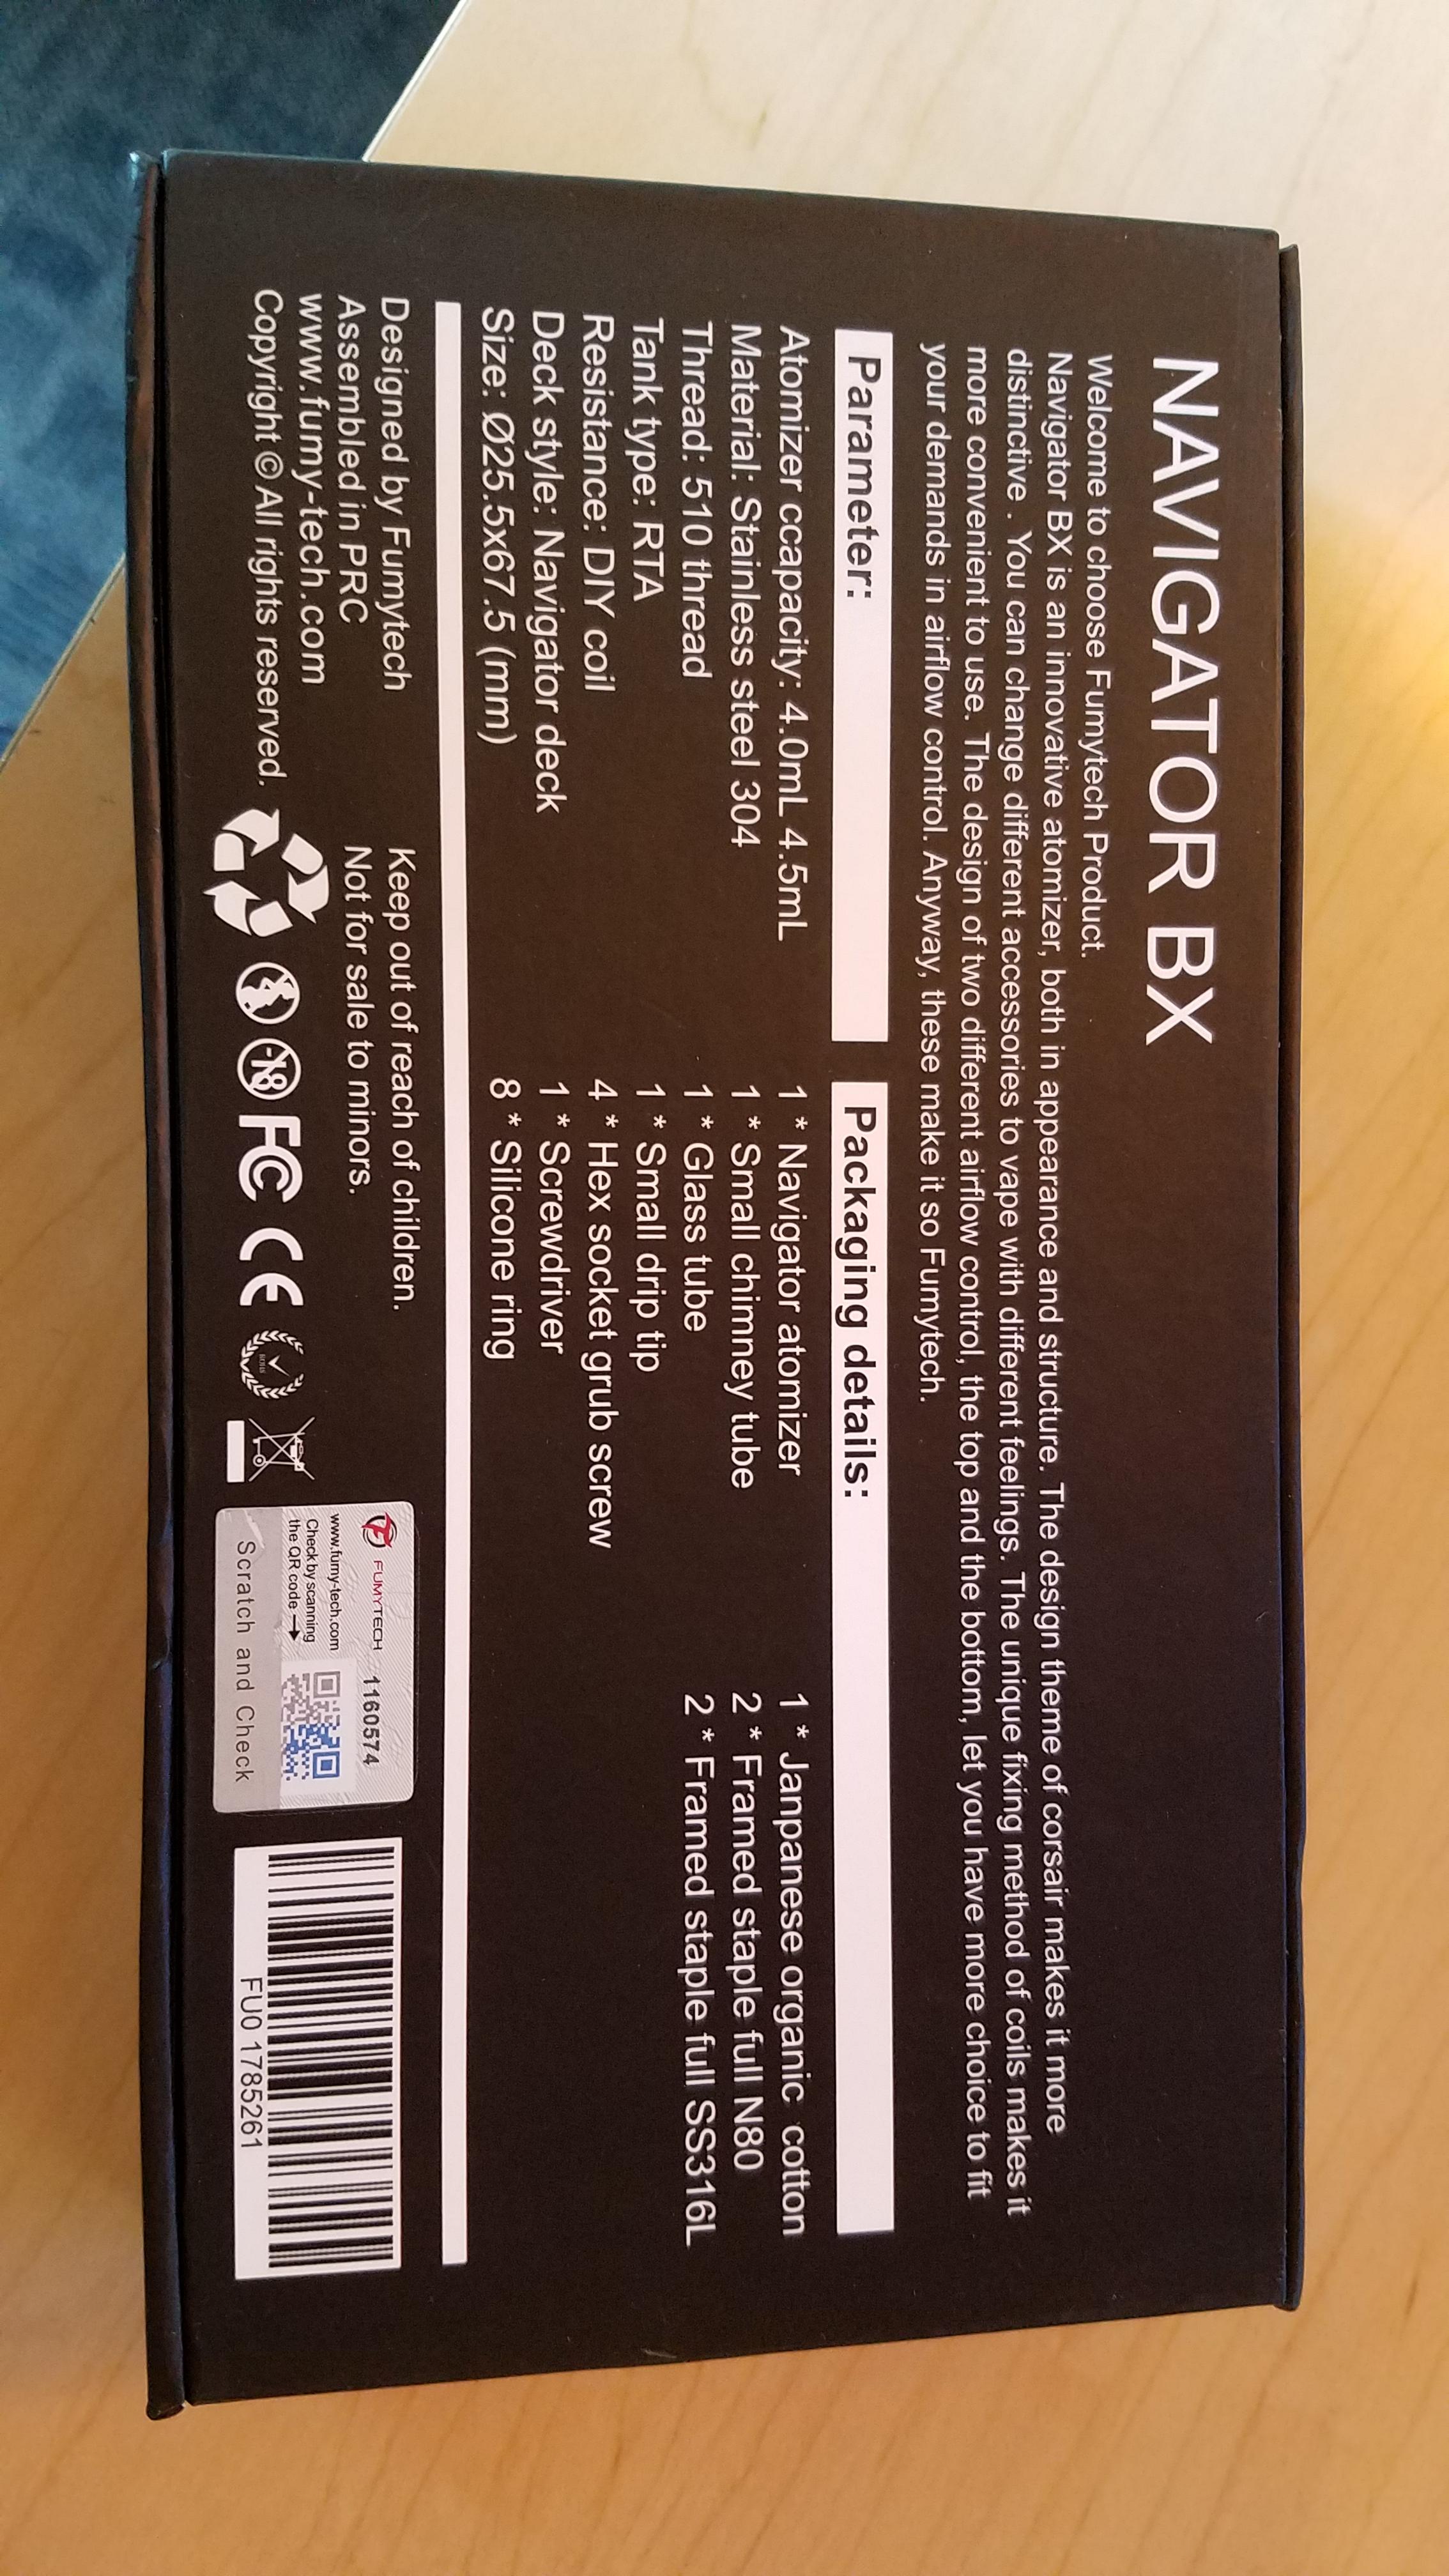 NAVIGATOR BX
Welcome to choose Fumytech Product.
Navigator BX is an innovative atomizer, both in appearance and structure. The design theme of corsair makes it more
distinctive . You can change different accessories to vape with different feelings. The unique fixing method of coils makes it
more convenient to use. The design of two different airflow control, the top and the bottom, let you have more choice to fit
your demands in airflow control. Anyway, these make it so Fumytech.
Parameter:
Atomizer ccapacity: 4.0mL 4.5mL
Material: Stainless steel 304
Thread: 510 thread
Tank type: RTA
Resistance: DIY coil
Deck style: Navigator deck
Size: Ø25.5x67.5 (mm)
Packaging details:
1 * Navigator atomizer
1 * Small chimney tube
1 * Glass tube
1 * Small drip tip
4 * Hex socket grub screw
1 * Screwdriver
8 * Silicone ring
1 * Janpanese organic cotton
2 * Framed staple full N80
2 * Framed staple full SS316L
Designed by Fumytech
Assembled in PRC
www.fumy-tech.com
Copyright © All rights reserved.
Keep out of reach of children.
Not for sale to minors.
-18
FC
CE
FUMYTECH 1160574
www.fumy-tech.com
Check by scanning
the QR code →
Scratch and Check
FU0 1785261